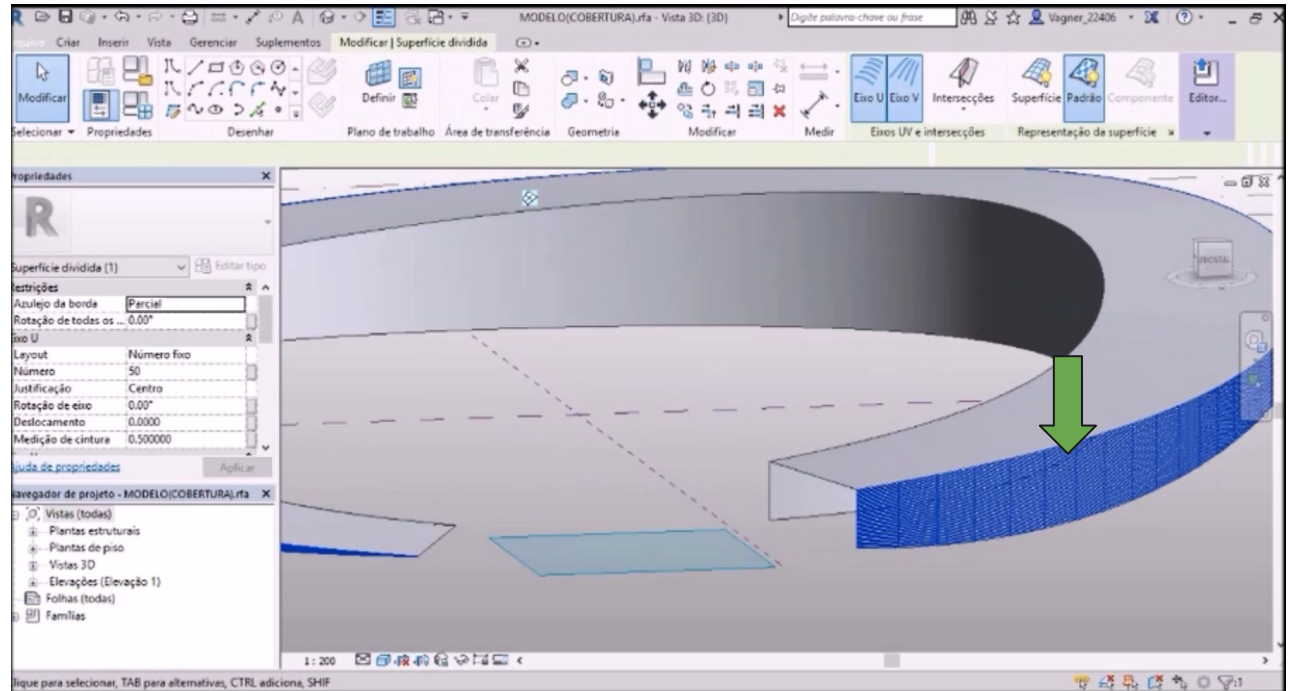 MODELO(COBERTURA).rfa - Vista 3D: {3D}
Digite palavra-chave ou frase
Vagner_22406
Criar Inserir Vista Gerenciar Suplementos Modificar | Superfície dividida
Modificar
Definir
Colar
Eixo U Eixo V
Intersecções
Superfície Padrão Componente
Editor...
Selecionar
Propriedades
Desenhar
Plano de trabalho
Área de transferência
Geometria
Modificar
Medir
Eixos UV e intersecções
Representação da superfície
Propriedades
R
Superfície dividida (1)
Editar tipo
Restrições
Azulejo da borda Parcial
Rotação de todas os ... 0.00°
Eixo U
Layout Número fixo
Número 50
Justificação Centro
Rotação de eixo 0.00°
Deslocamento 0.0000
Medição de cintura 0.500000
Ajuda de propriedades
Aplicar
Navegador de projeto - MODELO(COBERTURA).rfa
Vistas (todas)
Plantas estruturais
Plantas de piso
Vistas 3D
Elevações (Elevação 1)
Folhas (todas)
Famílias
FRONTAL
1 : 200
Clique para selecionar, TAB para alternativas, CTRL adiciona, SHIF
:1